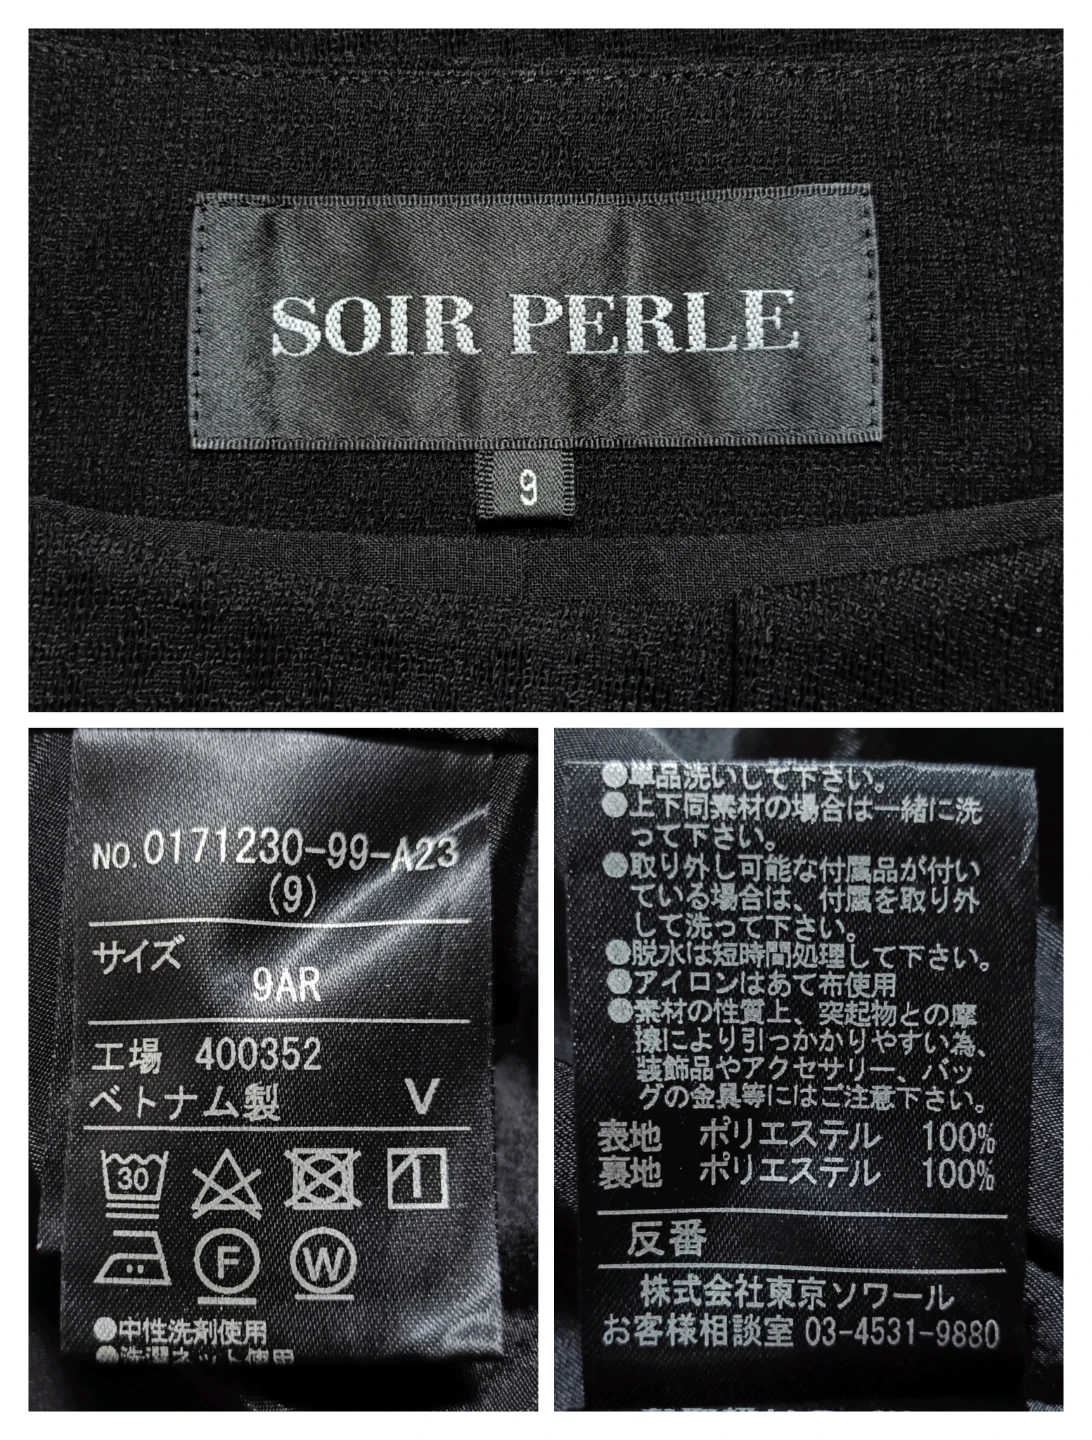 SOIR PERLE
9
NO.0171230-99-A23
(9)
サイズ
9AR
工場 400352
ベトナム製 V
30
F W
●中性洗剤使用
●洗濯ネット使用
●単品洗いして下さい。
●上下同素材の場合は一緒に洗
って下さい。
●取り外し可能な付属品が付い
ている場合は、付属を取り外
して洗って下さい。
●脱水は短時間処理して下さい。
●アイロンはあて布使用
●素材の性質上、突起物との摩
擦により引っかかりやすい為、
装飾品やアクセサリー、バッ
グの金具等にはご注意下さい。
表地 ポリエステル 100%
裏地 ポリエステル 100%
反番
株式会社東京ソワール
お客様相談室 03-4531-9880